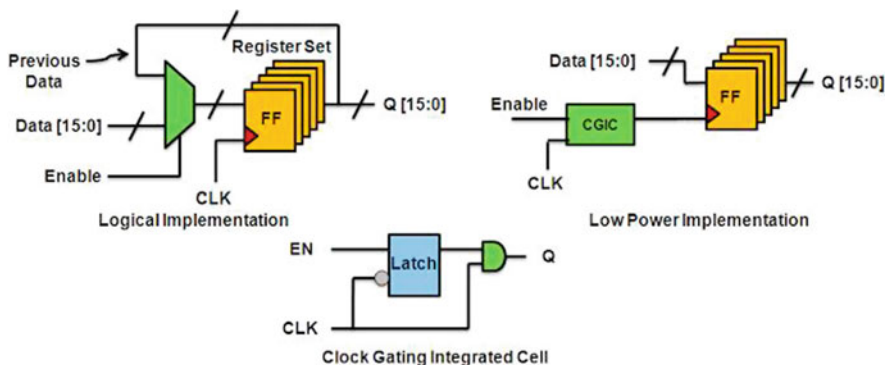 Previous
Data
Register Set
Data [15:0]
FF
Q [15:0]
Enable
CLK
Logical Implementation
Data [15:0]
FF
Q [15:0]
Enable
CGIC
CLK
Low Power Implementation
EN
Latch
Q
CLK
Clock Gating Integrated Cell